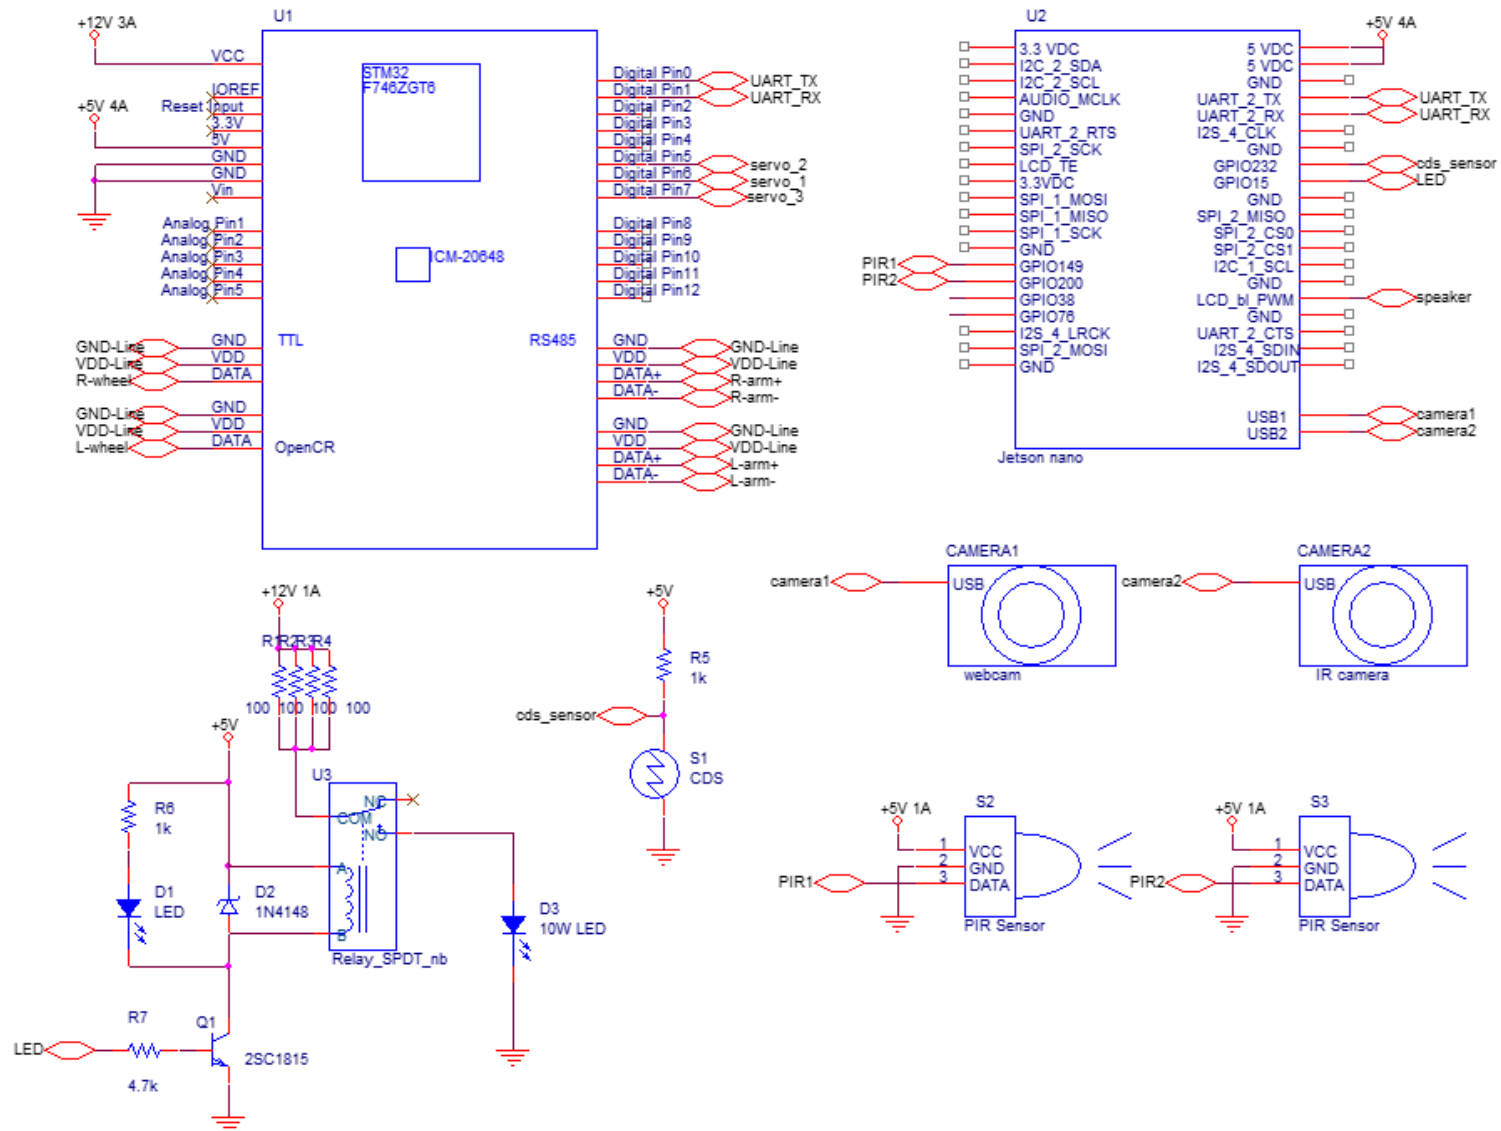 U1
+12V 3A
VCC
STM32
F746ZGT6
IOREF
Reset Input
3.3V
+5V 4A
5V
GND
GND
Vin
Analog Pin1
Analog Pin2
Analog Pin3
Analog Pin4
Analog Pin5
ICM-20648
Digital Pin0
Digital Pin1
Digital Pin2
Digital Pin3
Digital Pin4
Digital Pin5
Digital Pin6
Digital Pin7
UART_TX
UART_RX
servo_2
servo_1
servo_3
Digital Pin8
Digital Pin9
Digital Pin10
Digital Pin11
Digital Pin12
GND-Line
VDD-Line
R-wheel
GND
VDD
DATA
TTL
GND-Line
VDD-Line
L-wheel
GND
VDD
DATA
OpenCR
RS485
GND
VDD
DATA+
DATA-
GND-Line
VDD-Line
R-arm+
R-arm-
GND
VDD
DATA+
DATA-
GND-Line
VDD-Line
L-arm+
L-arm-
U2
+5V 4A
3.3 VDC
I2C_2_SDA
I2C_2_SCL
AUDIO_MCLK
GND
UART_2_RTS
SPI_2_SCK
LCD_TE
3.3VDC
SPI_1_MOSI
SPI_1_MISO
SPI_1_SCK
GND
GPIO149
GPIO200
GPIO38
GPIO76
I2S_4_LRCK
SPI_2_MOSI
GND
PIR1
PIR2
5 VDC
5 VDC
GND
UART_2_TX
UART_2_RX
I2S_4_CLK
GND
GPIO232
GPIO15
GND
SPI_2_MISO
SPI_2_CS0
SPI_2_CS1
I2C_1_SCL
GND
LCD_bl_PWM
GND
UART_2_CTS
I2S_4_SDIN
I2S_4_SDOUT
USB1
USB2
UART_TX
UART_RX
cds_sensor
LED
speaker
camera1
camera2
Jetson nano
+12V 1A
R1 R2 R3 R4
100 100 100 100
+5V
R6
1k
D1
LED
D2
1N4148
U3
NC
COM
NO
A
B
Relay_SPDT_nb
D3
10W LED
LED
R7
4.7k
Q1
2SC1815
+5V
R5
1k
cds_sensor
S1
CDS
CAMERA1
camera1
USB
webcam
CAMERA2
camera2
USB
IR camera
+5V 1A
S2
1 VCC
2 GND
3 DATA
PIR1
PIR Sensor
+5V 1A
S3
1 VCC
2 GND
3 DATA
PIR2
PIR Sensor